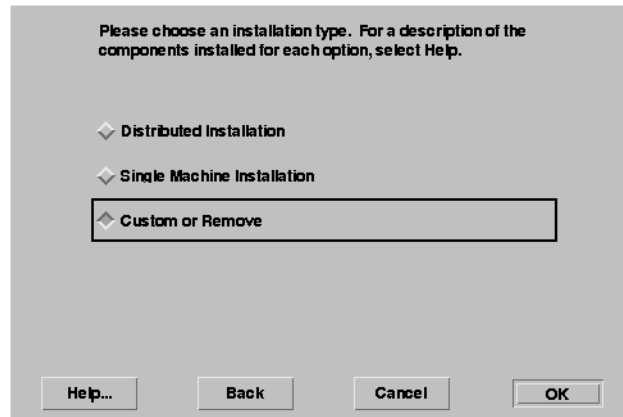 Please choose an installation type. For a description of the
components installed for each option, select Help.
Distributed Installation
Single Machine Installation
Custom or Remove
Help...
Back
Cancel
OK